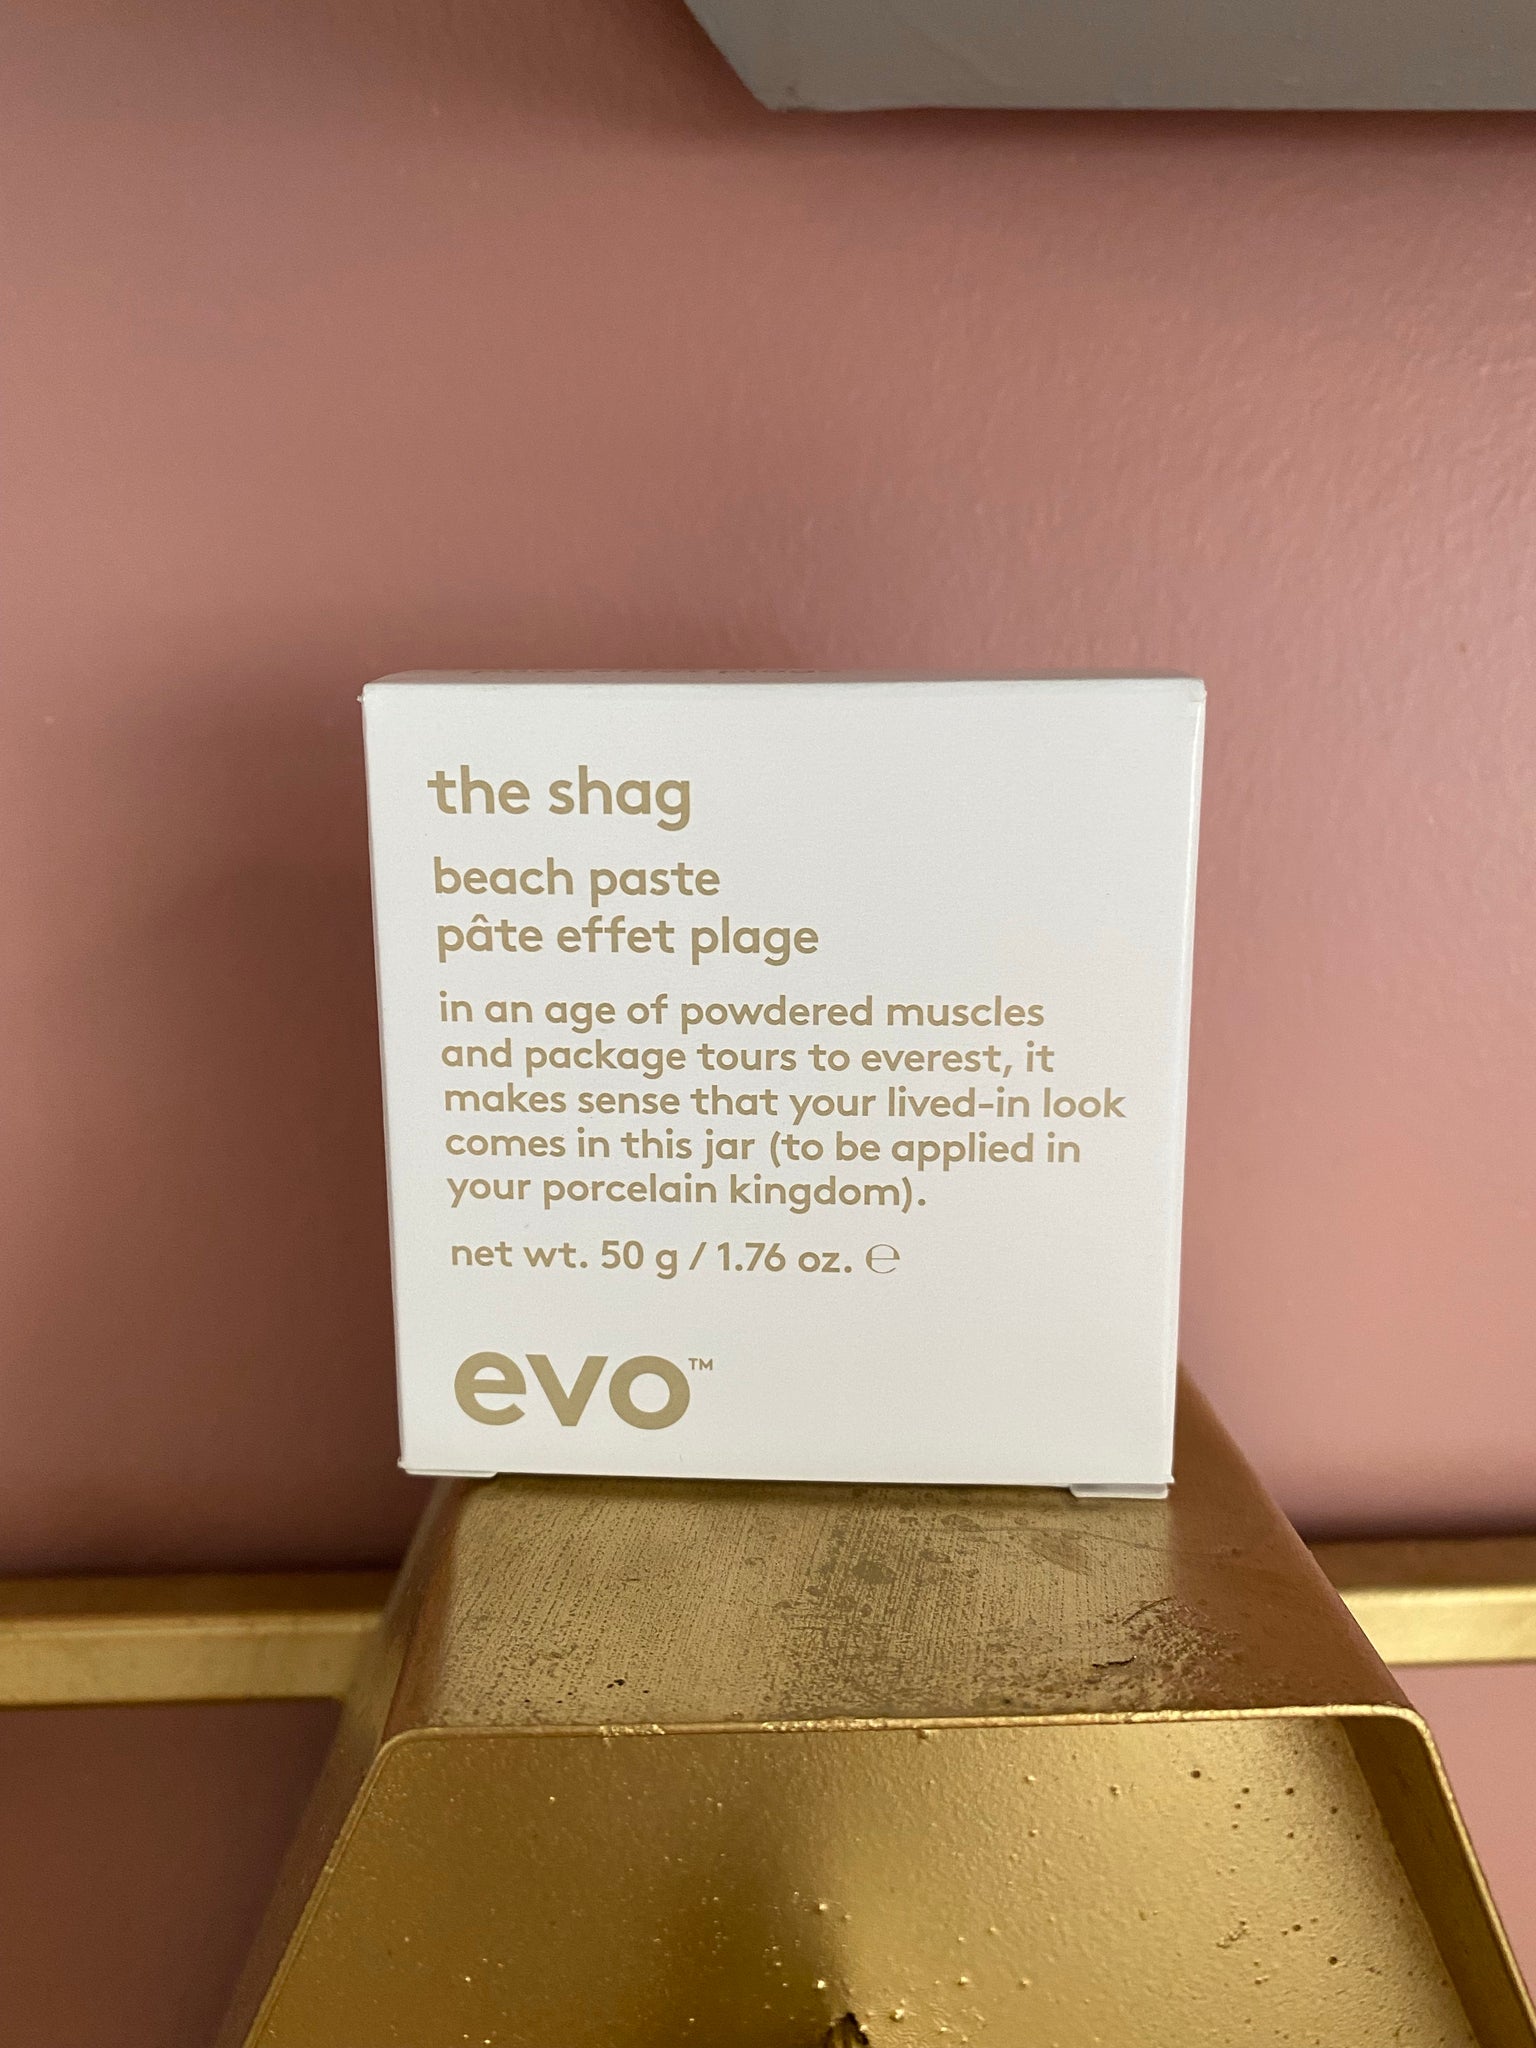 the shag
beach paste
pâte effet plage
in an age of powdered muscles
and package tours to everest, it
makes sense that your lived-in look
comes in this jar (to be applied in
your porcelain kingdom).
net wt. 50 g / 1.76 oz. ℮
evo™